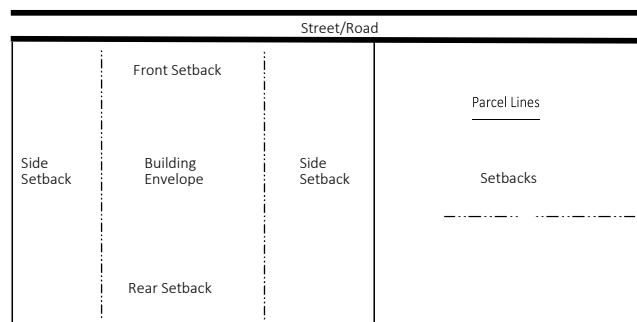 Street/Road
Front Setback
Parcel Lines
Side
Setback
Building
Envelope
Side
Setback
Setbacks
Rear Setback